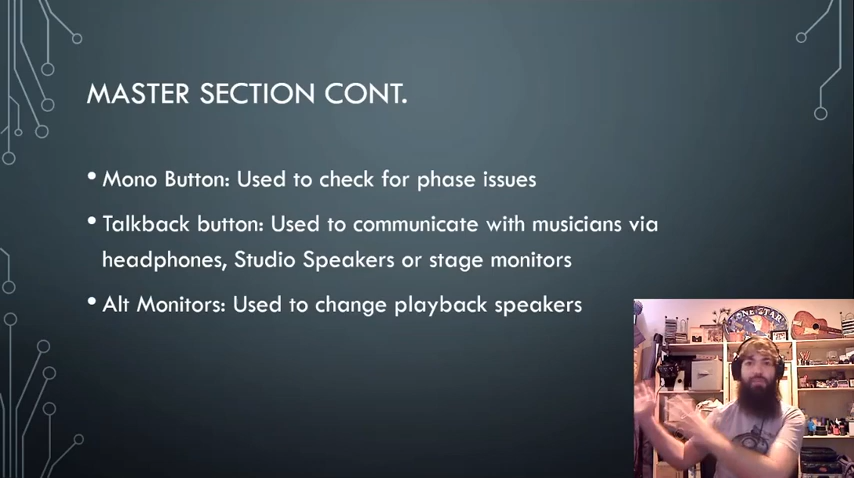 MASTER SECTION CONT.
• Mono Button: Used to check for phase issues
• Talkback button: Used to communicate with musicians via
headphones, Studio Speakers or stage monitors
• Alt Monitors: Used to change playback speakers
STAR